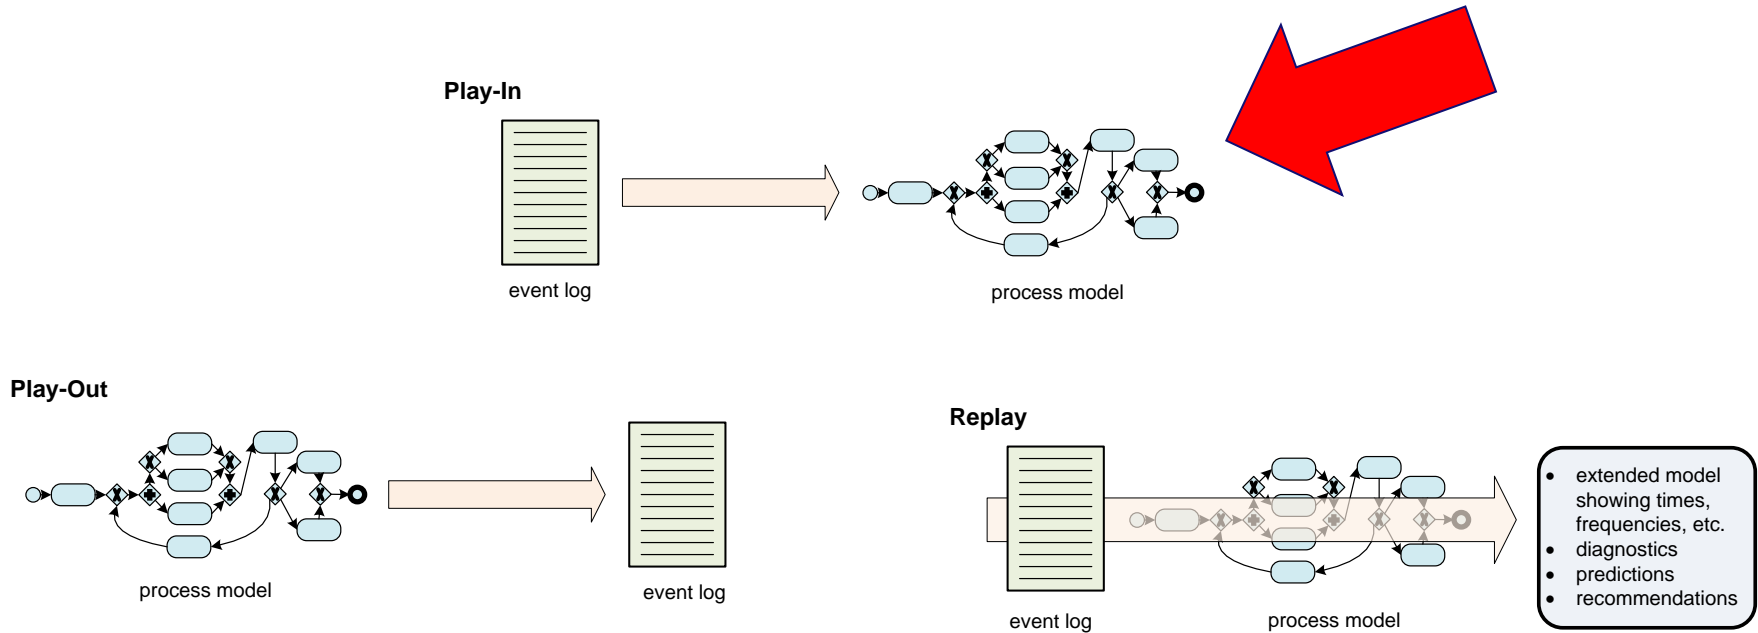 Play-In
event log
process model
Play-Out
process model
event log
Replay
event log
process model
• extended model
showing times,
frequencies, etc.
• diagnostics
• predictions
• recommendations